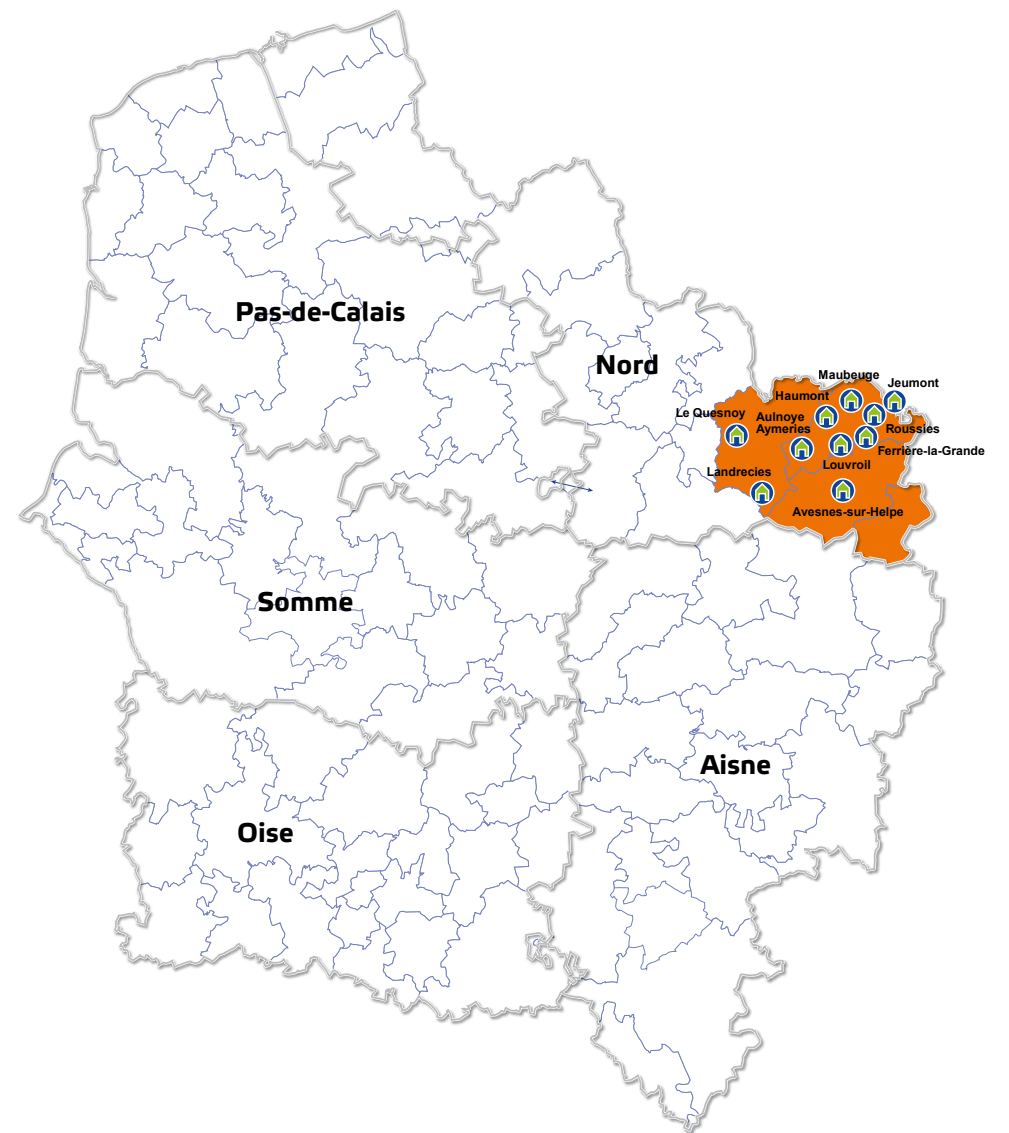 Pas-de-Calais
Nord
Maubeuge
Jeumont
Haumont
Le Quesnoy
Aulnoye
Aymeries
Roussies
Ferrière-la-Grande
Louvroil
Landrecies
Avesnes-sur-Helpe
Somme
Aisne
Oise